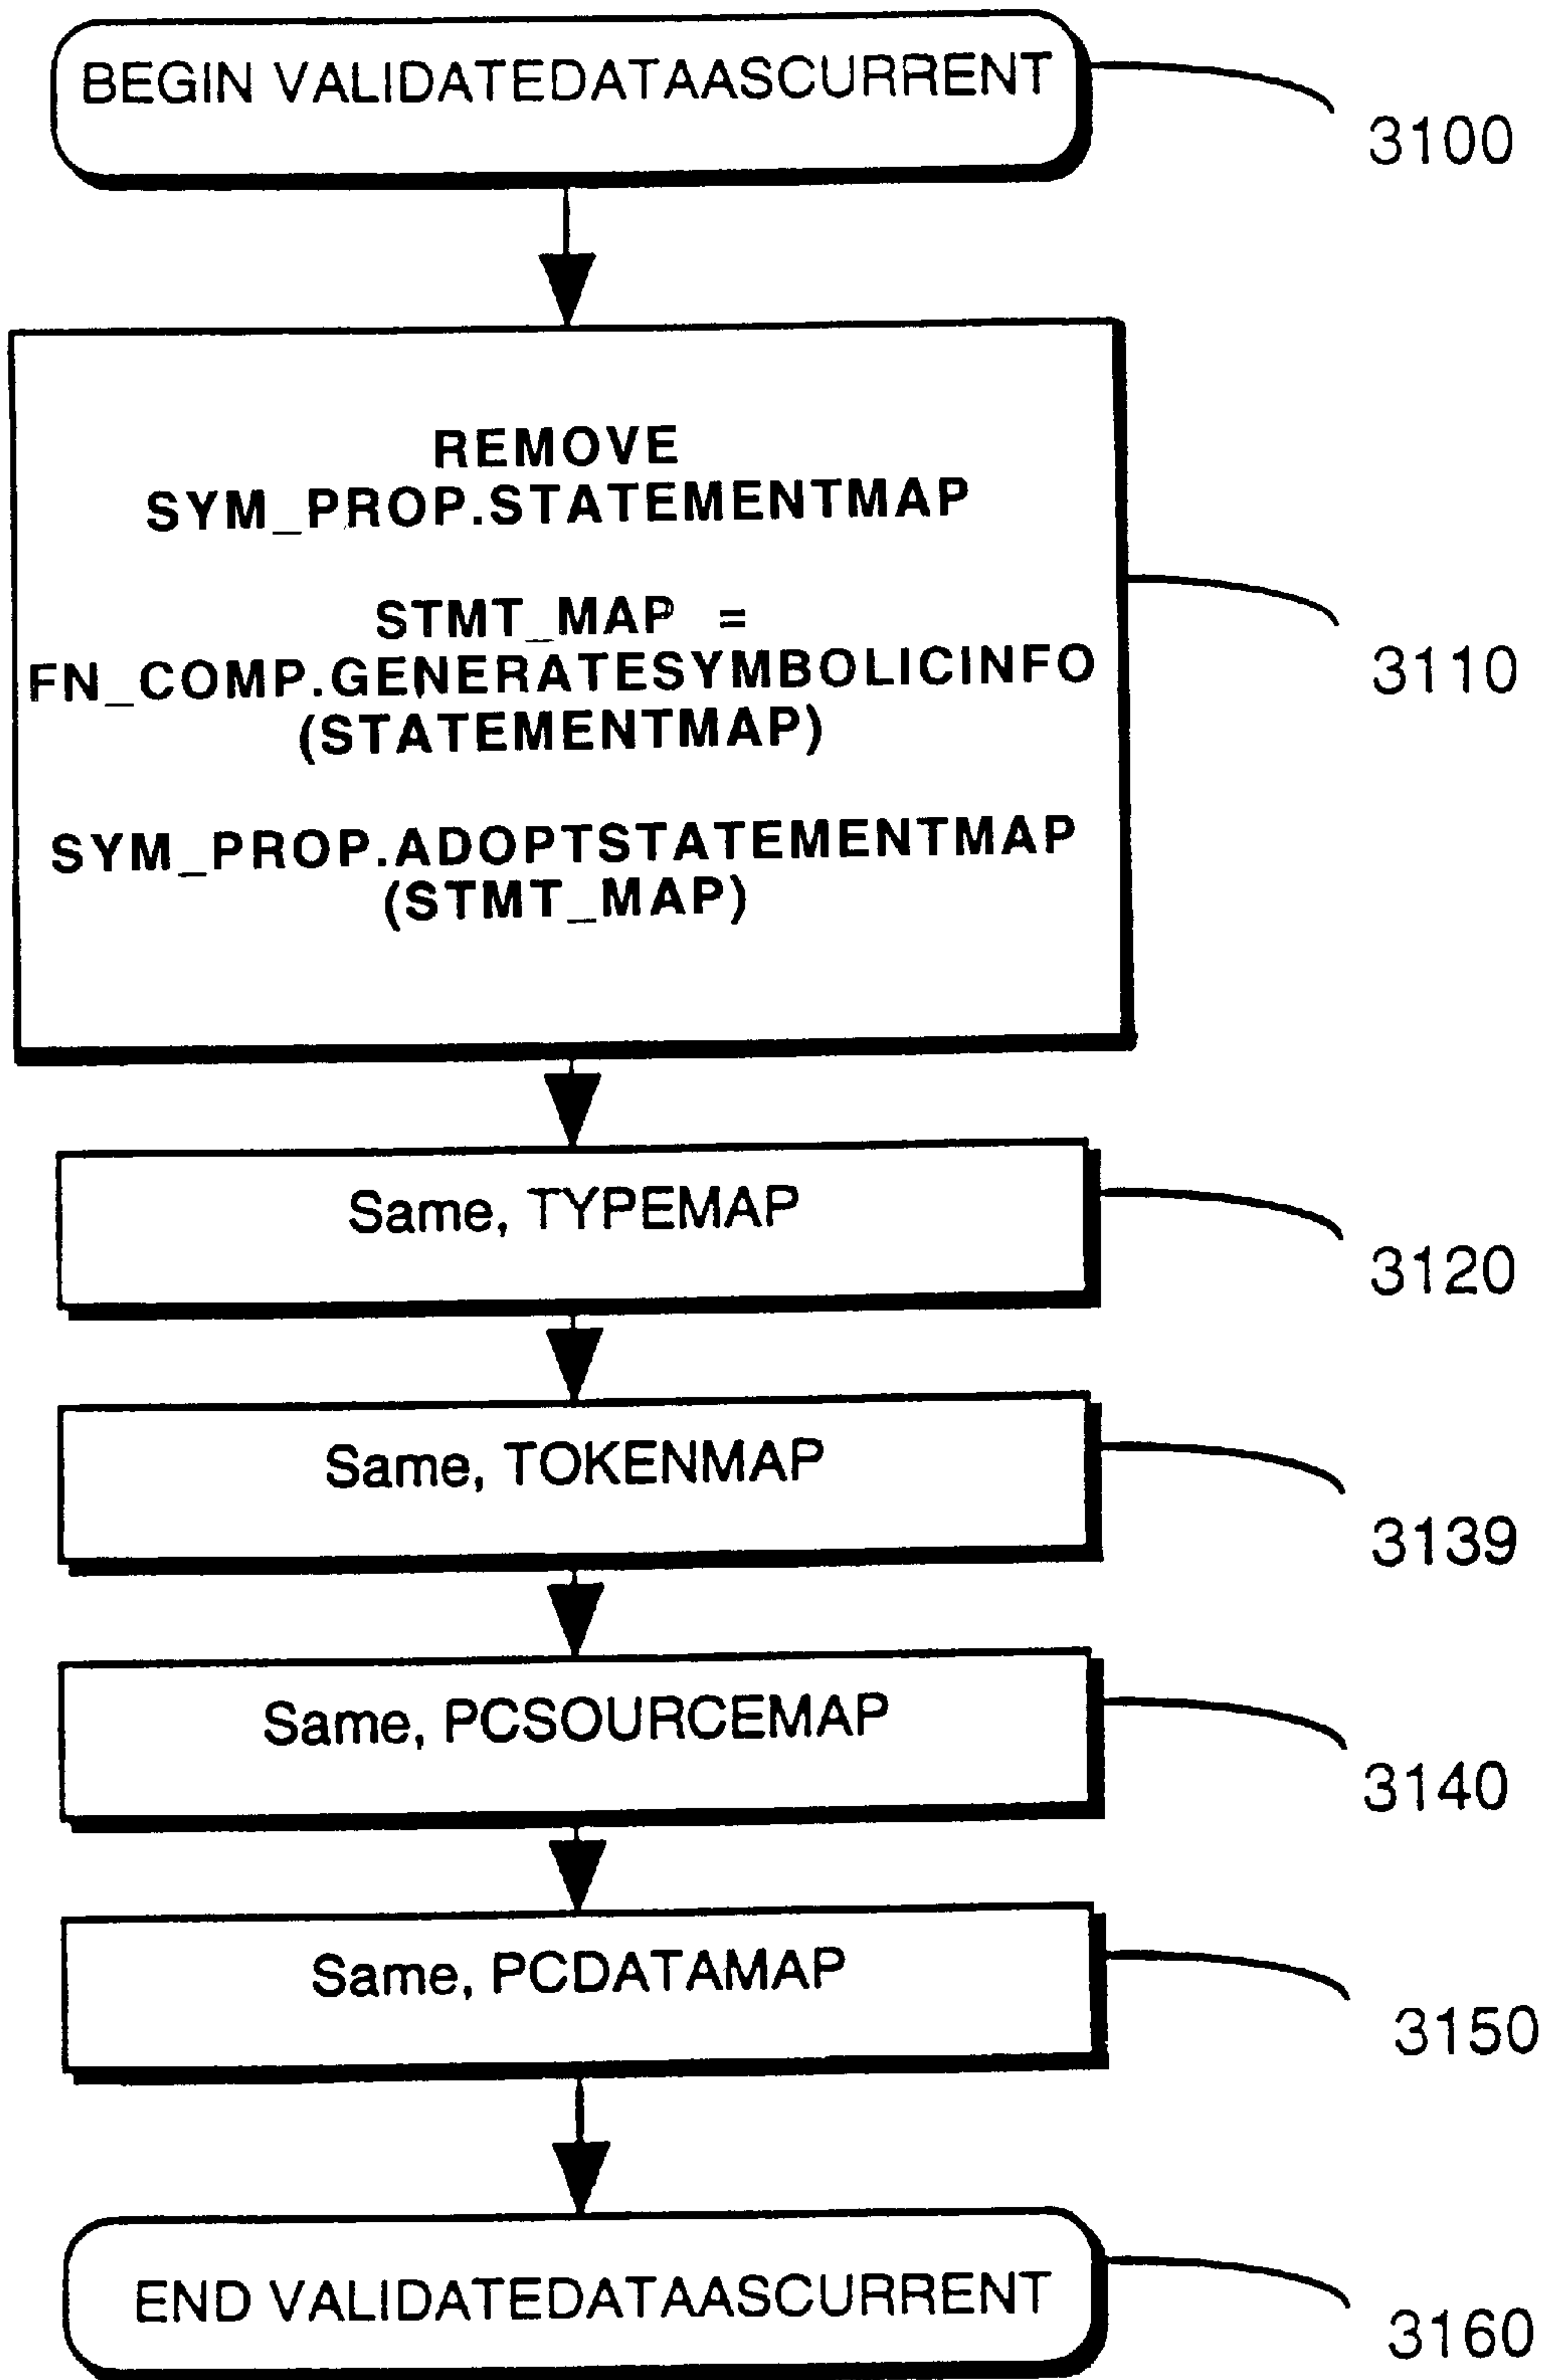 BEGIN VALIDATEDATAASCURRENT
3100
REMOVE
SYM_PROP.STATEMENTMAP
STMT_MAP =
FN_COMP.GENERATESYMBOLICINFO
(STATEMENTMAP)
SYM_PROP.ADOPTSTATEMENTMAP
(STMT_MAP)
3110
Same, TYPEMAP
3120
Same, TOKENMAP
3139
Same, PCSOURCEMAP
3140
Same, PCDATAMAP
3150
END VALIDATEDATAASCURRENT
3160